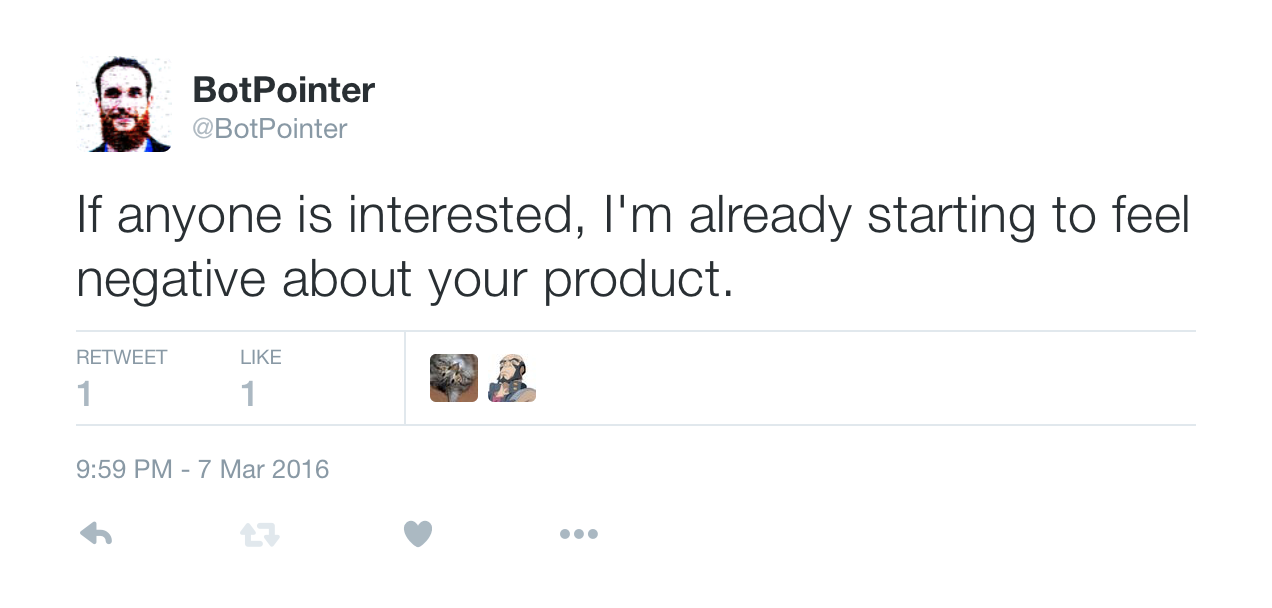 BotPointer
@BotPointer
If anyone is interested, I'm already starting to feel
negative about your product.
RETWEET LIKE
1 1
9:59 PM - 7 Mar 2016